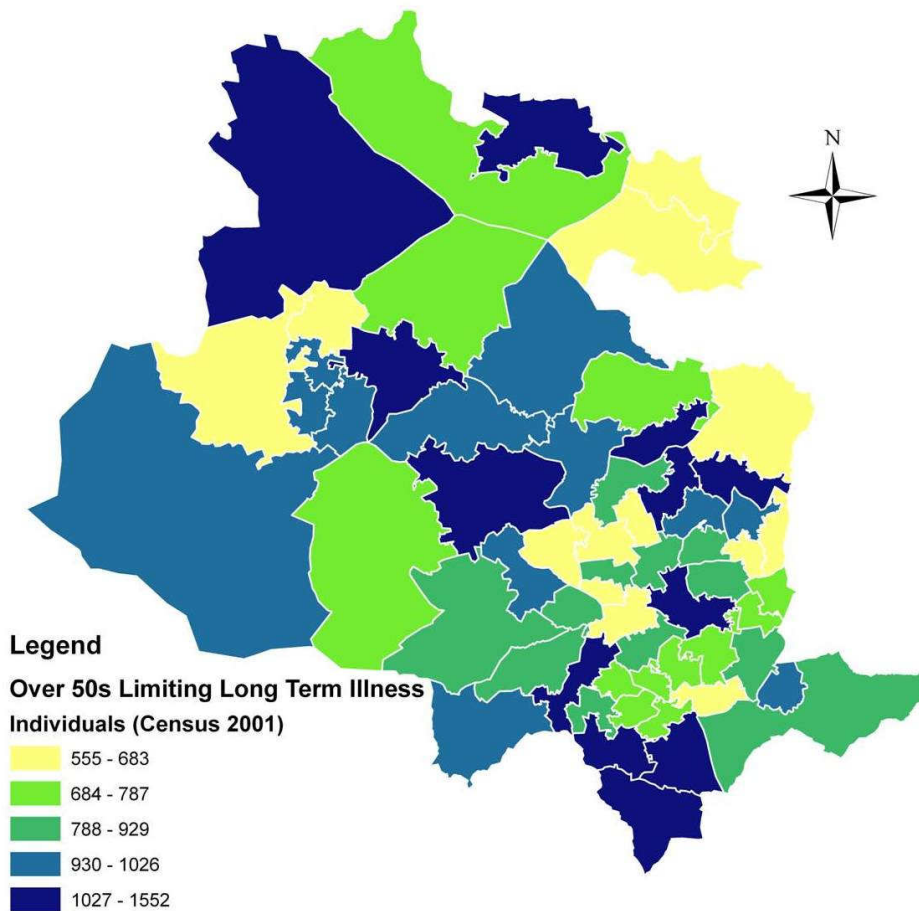 N
Legend
Over 50s Limiting Long Term Illness
Individuals (Census 2001)
555 - 683
684 - 787
788 - 929
930 - 1026
1027 - 1552